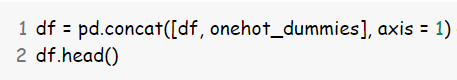 1 df = pd.concat([df, onehot_dummies], axis = 1)
2 df.head()